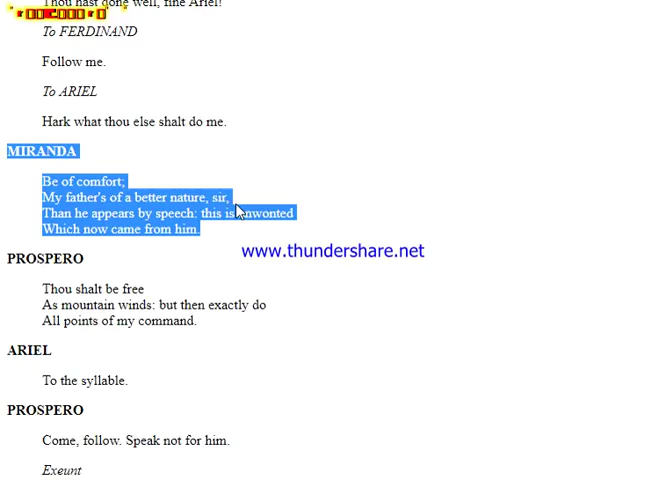 Thou hast done well, fine Ariel!
To FERDINAND
Follow me.
To ARIEL
Hark what thou else shalt do me.
MIRANDA
Be of comfort;
My father's of a better nature, sir,
Than he appears by speech: this is unwonted
Which now came from him.
www.thundershare.net
PROSPERO
Thou shalt be free
As mountain winds: but then exactly do
All points of my command.
ARIEL
To the syllable.
PROSPERO
Come, follow. Speak not for him.
Exeunt